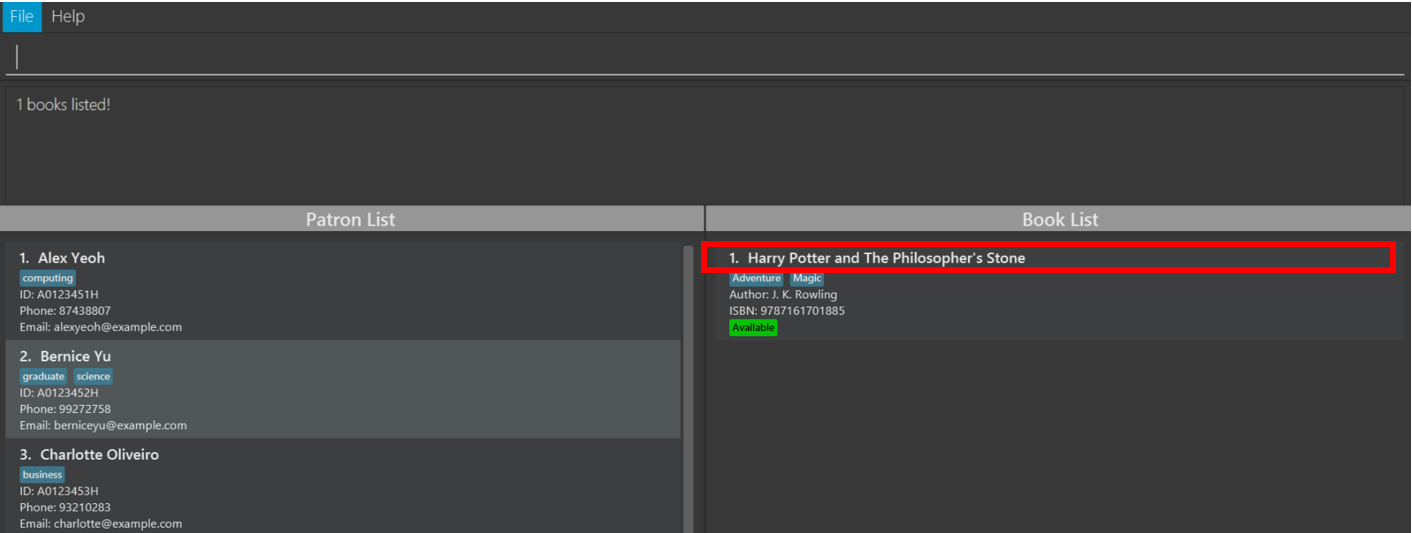 File Help
1 books listed!
Patron List
1. Alex Yeoh
computing
ID: A0123451H
Phone: 87438807
Email: alexyeoh@example.com
2. Bernice Yu
graduate science
ID: A0123452H
Phone: 99272758
Email: berniceyu@example.com
3. Charlotte Oliveiro
business
ID: A0123453H
Phone: 93210283
Email: charlotte@example.com
Book List
1. Harry Potter and The Philosopher's Stone
Adventure Magic
Author: J. K. Rowling
ISBN: 9787161701885
Available